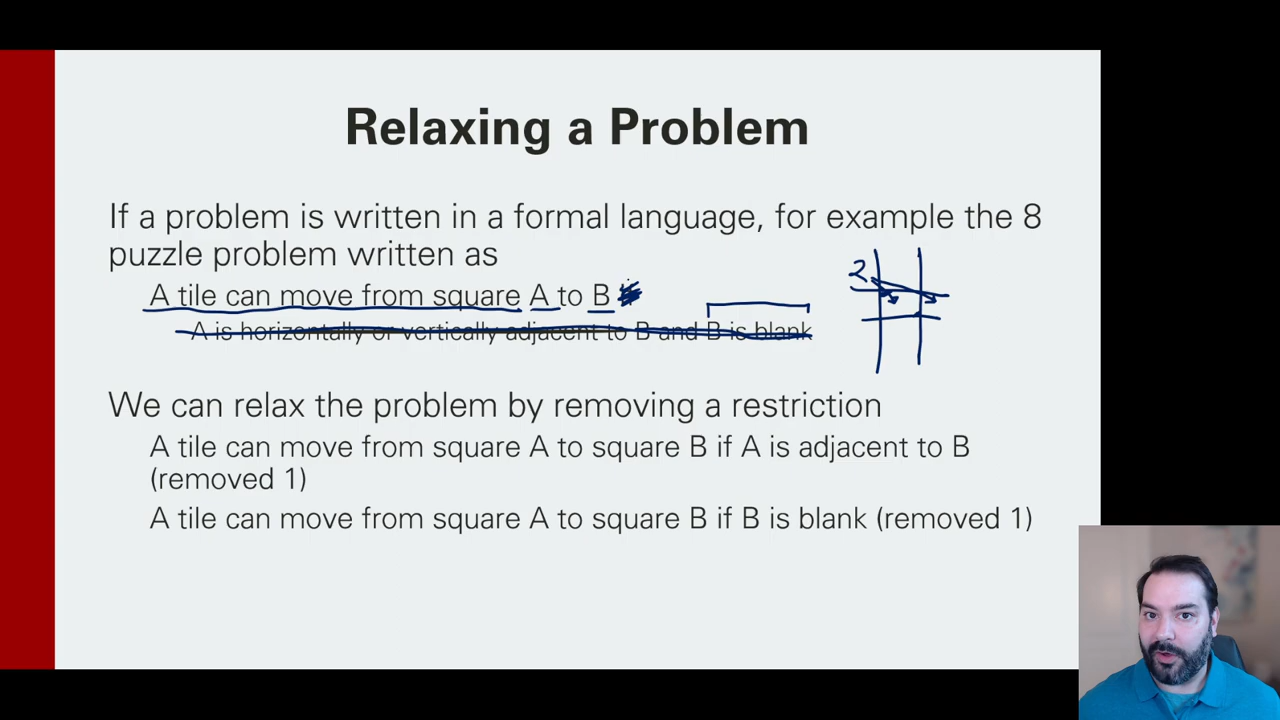 Relaxing a Problem
If a problem is written in a formal language, for example the 8
puzzle problem written as
A tile can move from square A to B
A is horizontally or vertically adjacent to B and B is blank
2
We can relax the problem by removing a restriction
A tile can move from square A to square B if A is adjacent to B
(removed 1)
A tile can move from square A to square B if B is blank (removed 1)